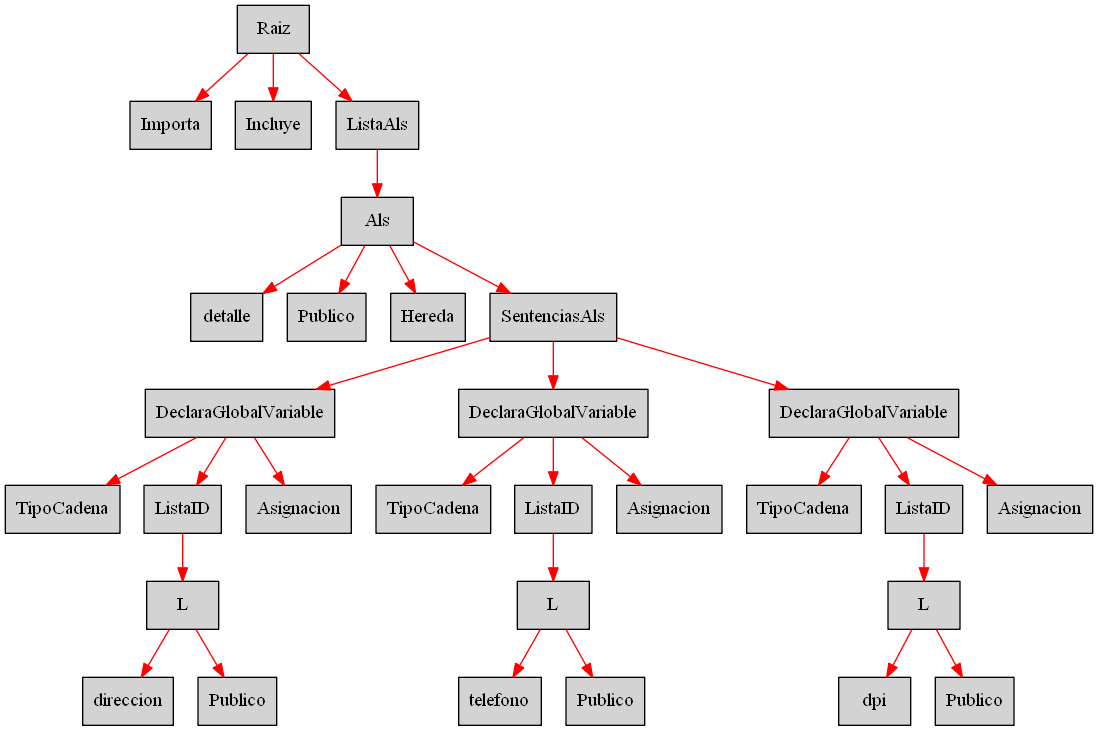 Raiz
Importa
Incluye
ListaAls
Als
detalle
Publico
Hereda
SentenciasAls
DeclaraGlobalVariable
DeclaraGlobalVariable
DeclaraGlobalVariable
TipoCadena
ListaID
Asignacion
TipoCadena
ListaID
Asignacion
TipoCadena
ListaID
Asignacion
L
L
L
direccion
Publico
telefono
Publico
dpi
Publico